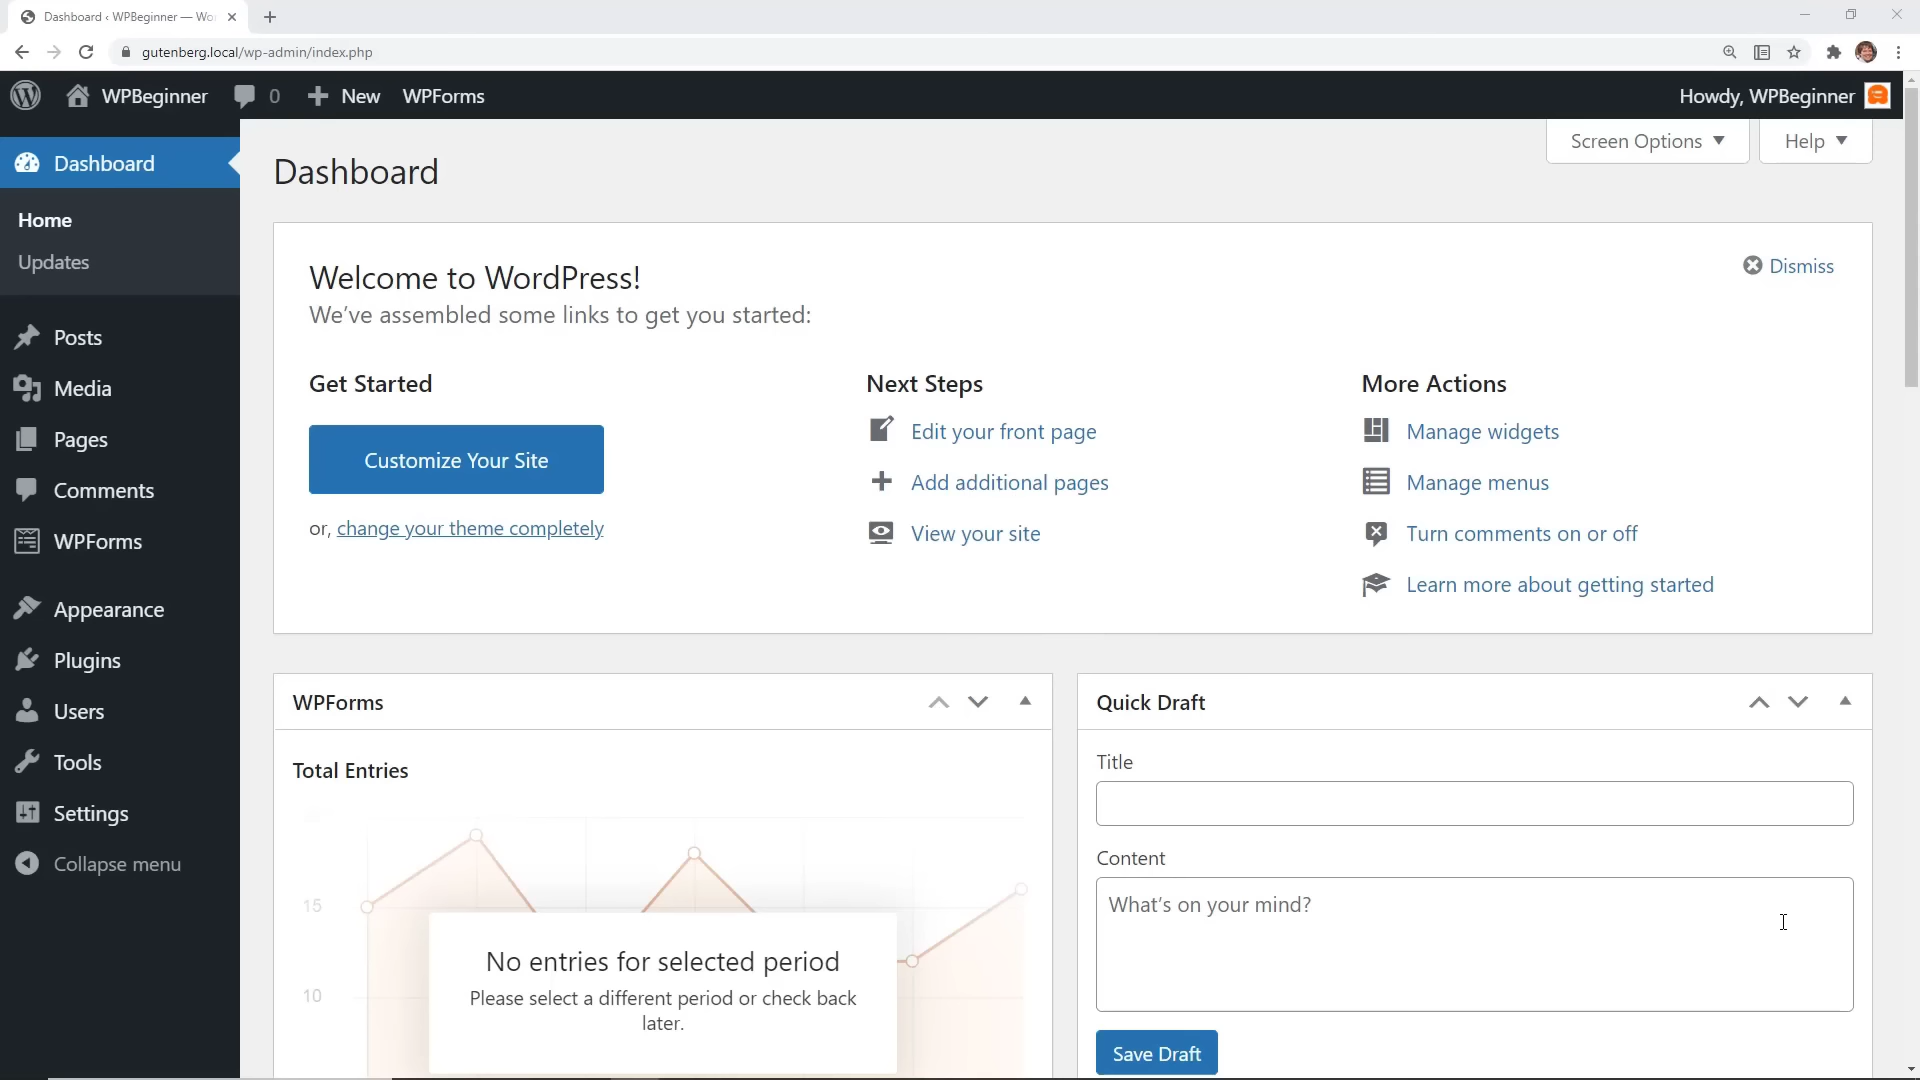 Dashboard ‹ WPBeginner — Wo
gutenberg.local/wp-admin/index.php
WPBeginner
0
New
WPForms
Howdy, WPBeginner
Screen Options
Help
Dashboard
Home
Updates
Posts
Media
Pages
Comments
WPForms
Appearance
Plugins
Users
Tools
Settings
Collapse menu
Dashboard
Welcome to WordPress!
We’ve assembled some links to get you started:
Dismiss
Get Started
Customize Your Site
or, change your theme completely
Next Steps
Edit your front page
Add additional pages
View your site
More Actions
Manage widgets
Manage menus
Turn comments on or off
Learn more about getting started
WPForms
Total Entries
15
10
No entries for selected period
Please select a different period or check back
later.
Quick Draft
Title
Content
What’s on your mind?
Save Draft